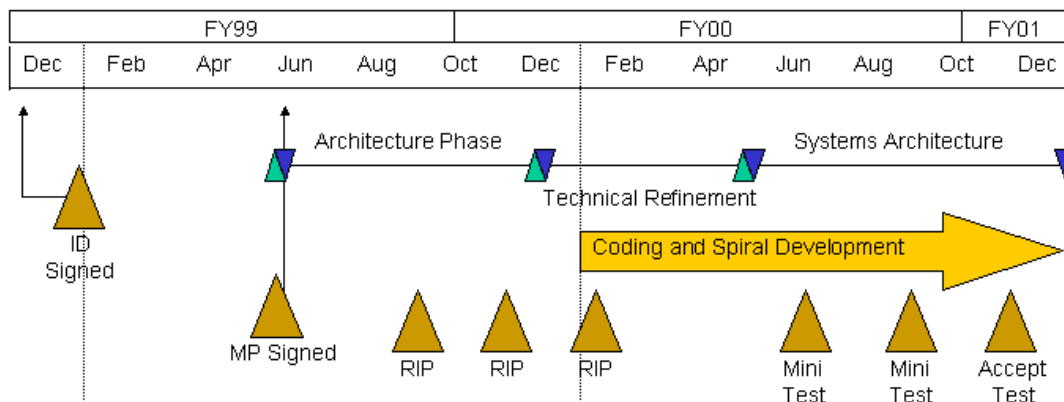 FY99 FY00 FY01
Dec Feb Apr Jun Aug Oct Dec Feb Apr Jun Aug Oct Dec
Architecture Phase Systems Architecture
Technical Refinement
ID
Signed
Coding and Spiral Development
MP Signed
RIP RIP RIP
Mini Mini Accept
Test Test Test